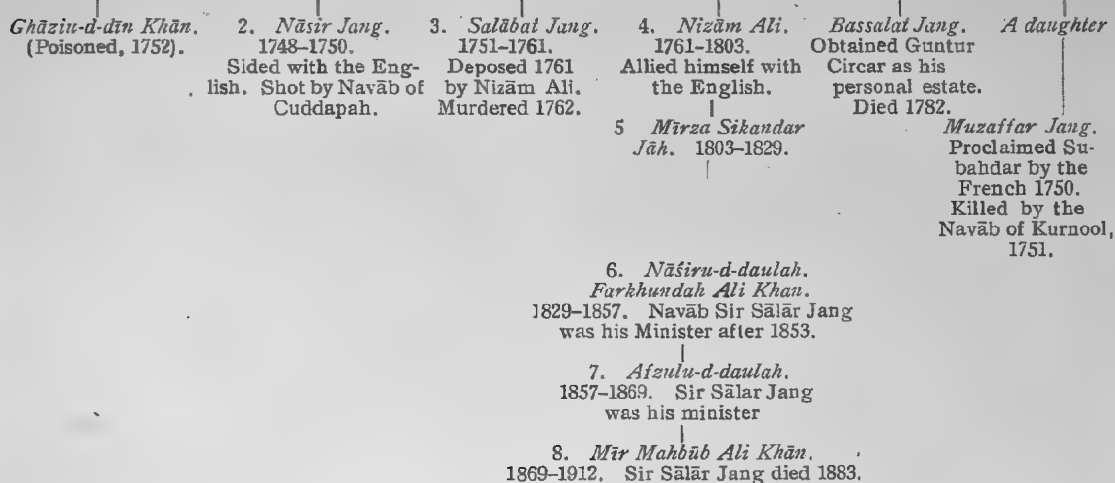 Ghāziu-d-dīn Khān.
(Poisoned, 1752).
2. Nāsir Jang.
1748–1750.
Sided with the Eng-
lish. Shot by Navāb of
Cuddapah.
3. Salābat Jang.
1751–1761.
Deposed 1761
by Nizām Ali.
Murdered 1762.
4. Nizām Ali.
1761–1803.
Allied himself with
the English.
5 Mīrza Sikandar
Jāh. 1803–1829.
Bassalat Jang.
Obtained Guntur
Circar as his
personal estate.
Died 1782.
A daughter
Muzaffar Jang.
Proclaimed Su-
bahdar by the
French 1750.
Killed by the
Navāb of Kurnool,
1751.
6. Nāśiru-d-daulah.
Farkhundah Ali Khan.
1829–1857. Navāb Sir Sālār Jang
was his Minister after 1853.
7. Afzulu-d-daulah.
1857–1869. Sir Sālar Jang
was his minister
8. Mīr Mahbūb Ali Khān.
1869–1912. Sir Sālār Jang died 1883.